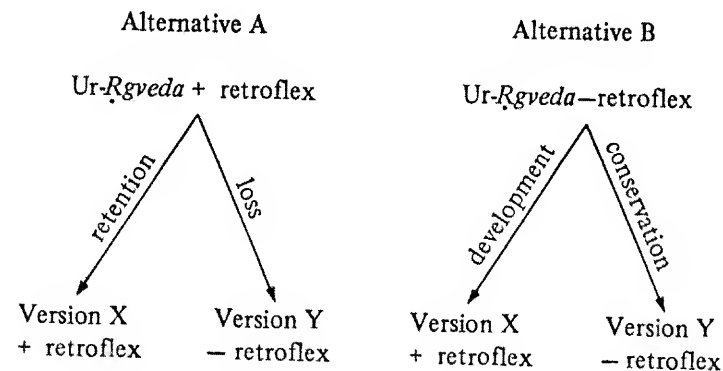 Alternative A
Ur-Ṛgveda + retroflex
retention
loss
Version X
+ retroflex
Version Y
— retroflex
Alternative B
Ur-Ṛgveda—retroflex
development
conservation
Version X
+ retroflex
Version Y
— retroflex